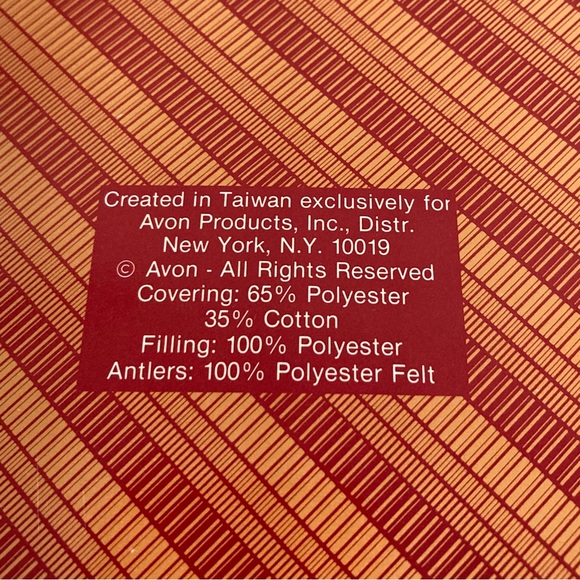 Created in Taiwan exclusively for
Avon Products, Inc., Distr.
New York, N.Y. 10019
© Avon - All Rights Reserved
Covering: 65% Polyester
35% Cotton
Filling: 100% Polyester
Antlers: 100% Polyester Felt